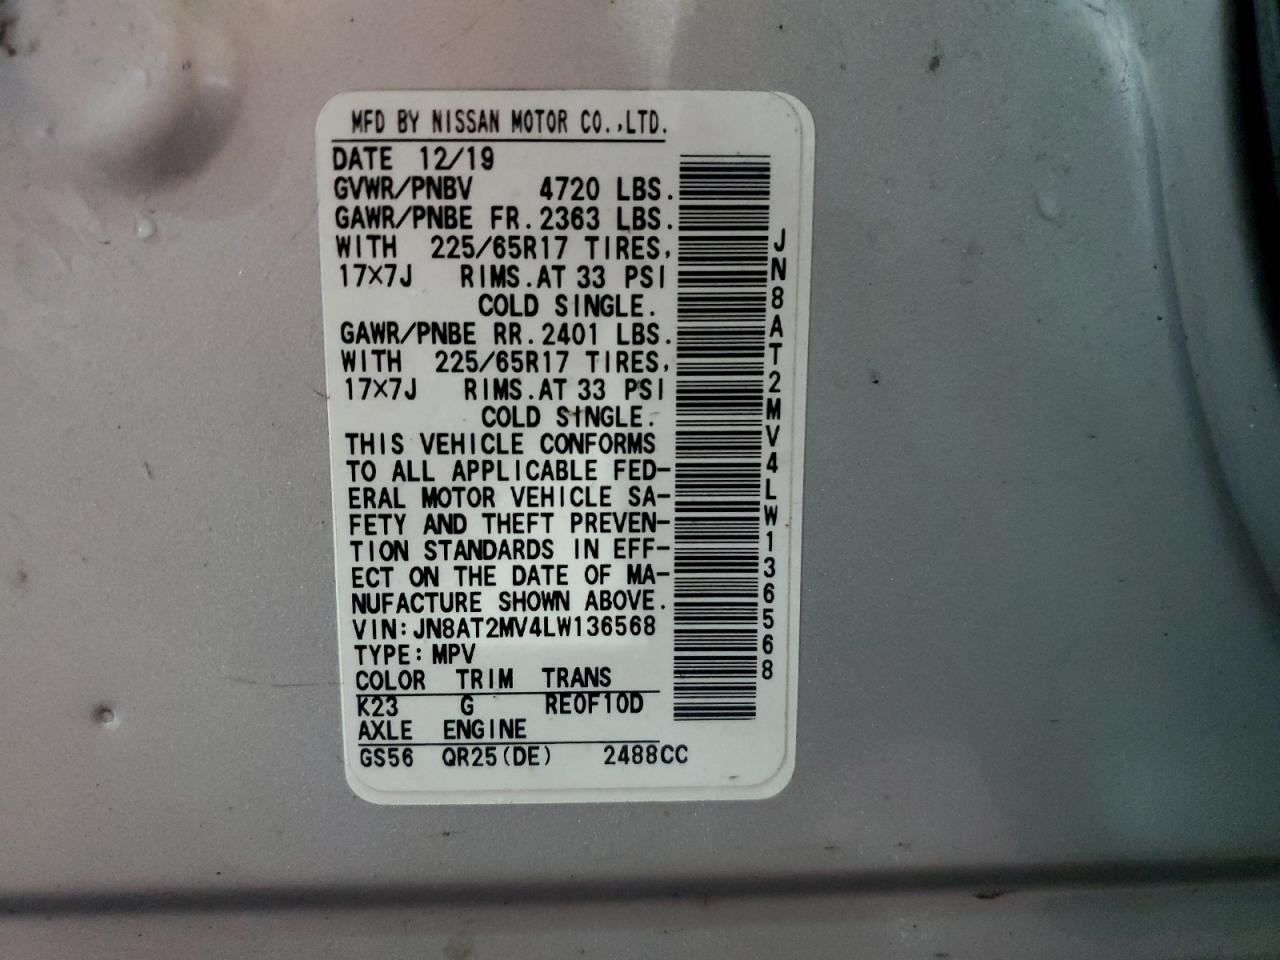 MFD BY NISSAN MOTOR CO.,LTD.
DATE 12/19
GVWR/PNBV 4720 LBS.
GAWR/PNBE FR. 2363 LBS.
WITH 225/65R17 TIRES,
17×7J RIMS.AT 33 PSI
COLD SINGLE.
GAWR/PNBE RR. 2401 LBS.
WITH 225/65R17 TIRES,
17×7J RIMS.AT 33 PSI
COLD SINGLE.
THIS VEHICLE CONFORMS
TO ALL APPLICABLE FED-
ERAL MOTOR VEHICLE SA-
FETY AND THEFT PREVEN-
TION STANDARDS IN EFF-
ECT ON THE DATE OF MA-
NUFACTURE SHOWN ABOVE.
VIN:JN8AT2MV4LW136568
TYPE:MPV
COLOR TRIM TRANS
K23 G RE0F10D
AXLE ENGINE
GS56 QR25(DE) 2488CC
JN8AT2MV4LW136568